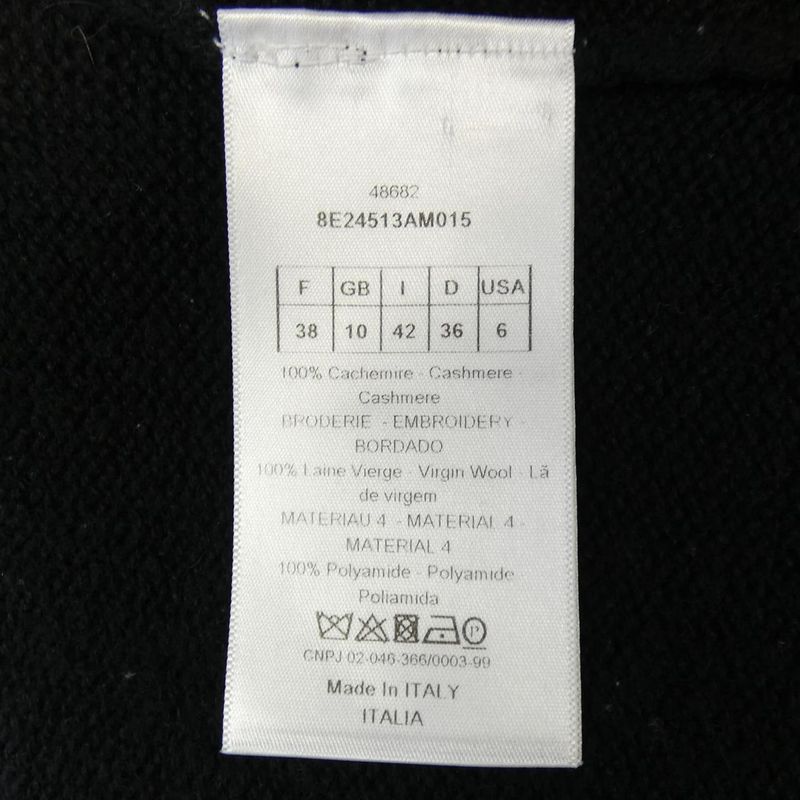 48682
8E24513AM015
F GB I D USA
38 10 42 36 6
100% Cachemire - Cashmere -
Cashmere
BRODERIE - EMBROIDERY -
BORDADO
100% Laine Vierge - Virgin Wool - Lã
de virgem
MATERIAU 4 - MATERIAL 4 -
MATERIAL 4
100% Polyamide - Polyamide
Poliamida
P
CNPJ 02-046-366/0003-99
Made In ITALY
ITALIA